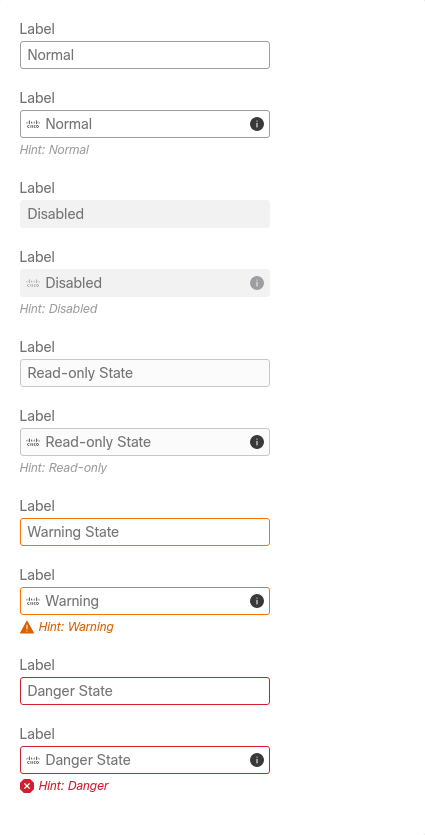 Label
Normal
Label
Normal
Hint: Normal
Label
Disabled
Label
Disabled
Hint: Disabled
Label
Read-only State
Label
Read-only State
Hint: Read-only
Label
Warning State
Label
Warning
Hint: Warning
Label
Danger State
Label
Danger State
Hint: Danger